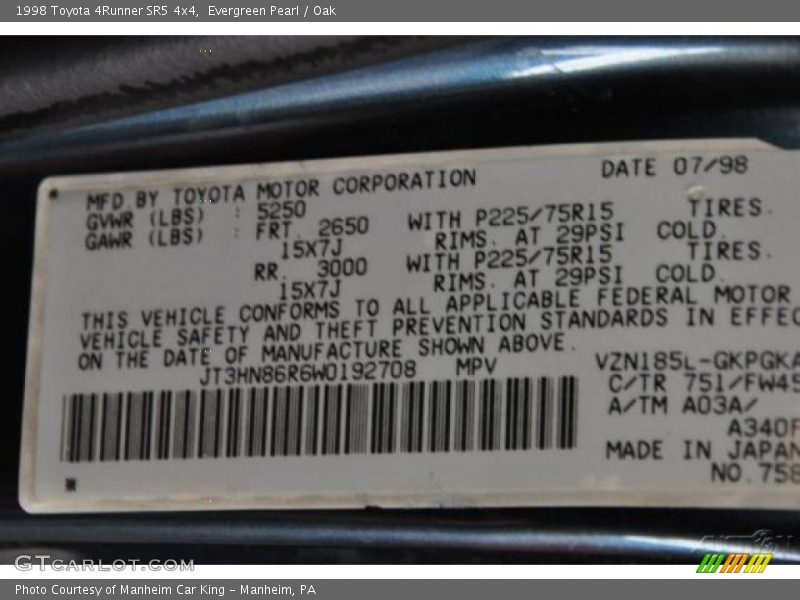 1998 Toyota 4Runner SR5 4x4, Evergreen Pearl / Oak
DATE 07/98
MFD BY TOYOTA MOTOR CORPORATION
GVWR (LBS) : 5250
GAWR (LBS) : FRT. 2650 WITH P225/75R15 TIRES.
15X7J RIMS. AT 29PSI COLD.
RR. 3000 WITH P225/75R15 TIRES.
15X7J RIMS. AT 29PSI COLD.
THIS VEHICLE CONFORMS TO ALL APPLICABLE FEDERAL MOTOR
VEHICLE SAFETY AND THEFT PREVENTION STANDARDS IN EFFEC
ON THE DATE OF MANUFACTURE SHOWN ABOVE.
JT3HN86R6W0192708 MPV VZN185L-GKPGKA
C/TR 751/FW45
A/TM A03A/
A340F
MADE IN JAPAN
NO.758
GTCARLOT.COM
Photo Courtesy of Manheim Car King - Manheim, PA